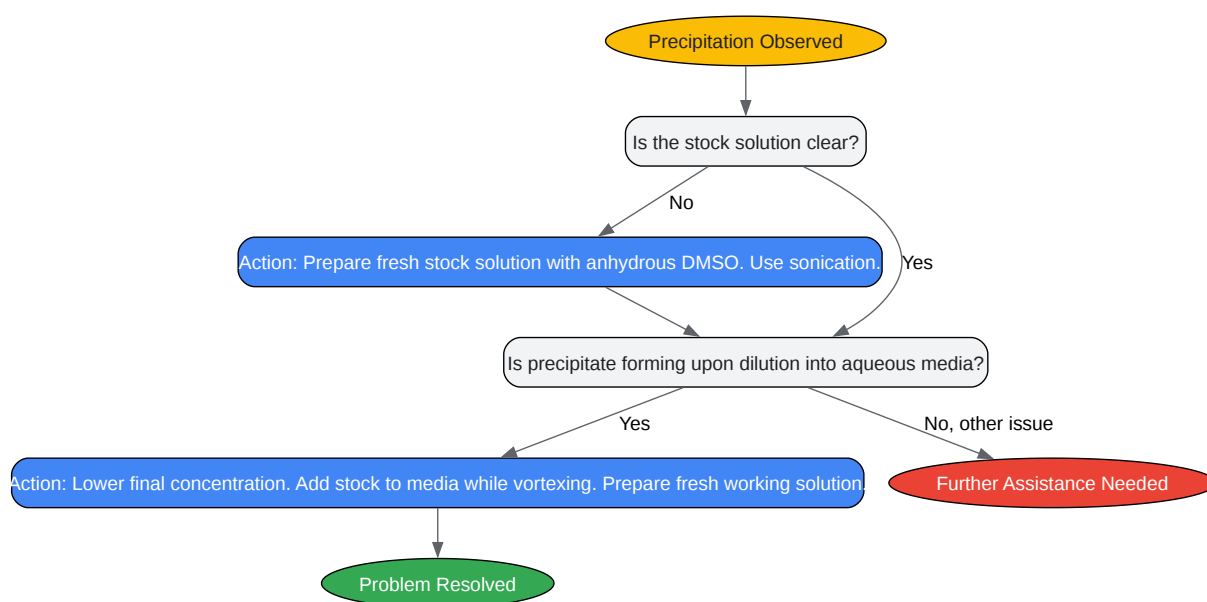 Precipitation Observed
Is the stock solution clear?
No
Action: Prepare fresh stock solution with anhydrous DMSO. Use sonication.
Yes
Is precipitate forming upon dilution into aqueous media?
Yes
No, other issue
Action: Lower final concentration. Add stock to media while vortexing. Prepare fresh working solution.
Further Assistance Needed
Problem Resolved